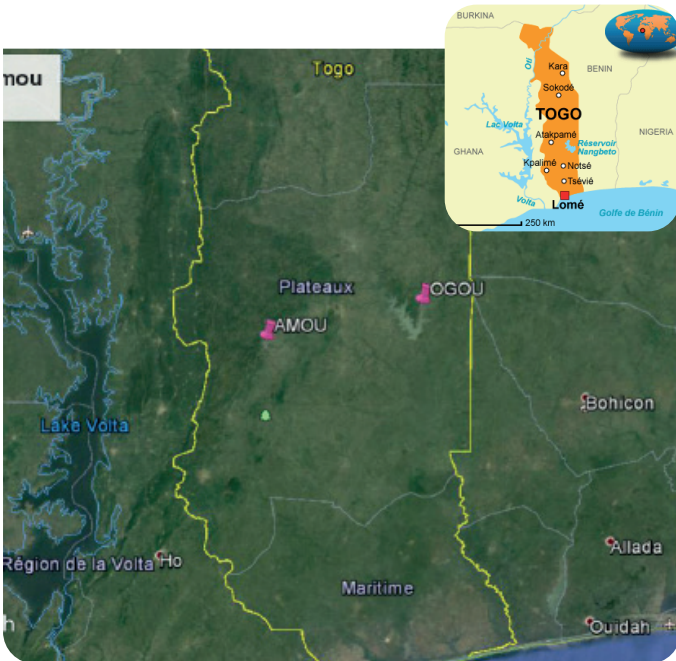 mou
Togo
Plateaux
OGOU
AMOU
Bohicon
Lake Volta
Allada
Région de la Volta
Ho
Maritime
Ouidah
h
BURKINA
Oti
Kara
BENIN
Sokodé
TOGO
Lac Volta
Atakpamé
NIGERIA
Réservoir
Nangbeto
GHANA
Kpalimé
Notsé
Tsévié
Volta
Lomé
Golfe de Bénin
250 km